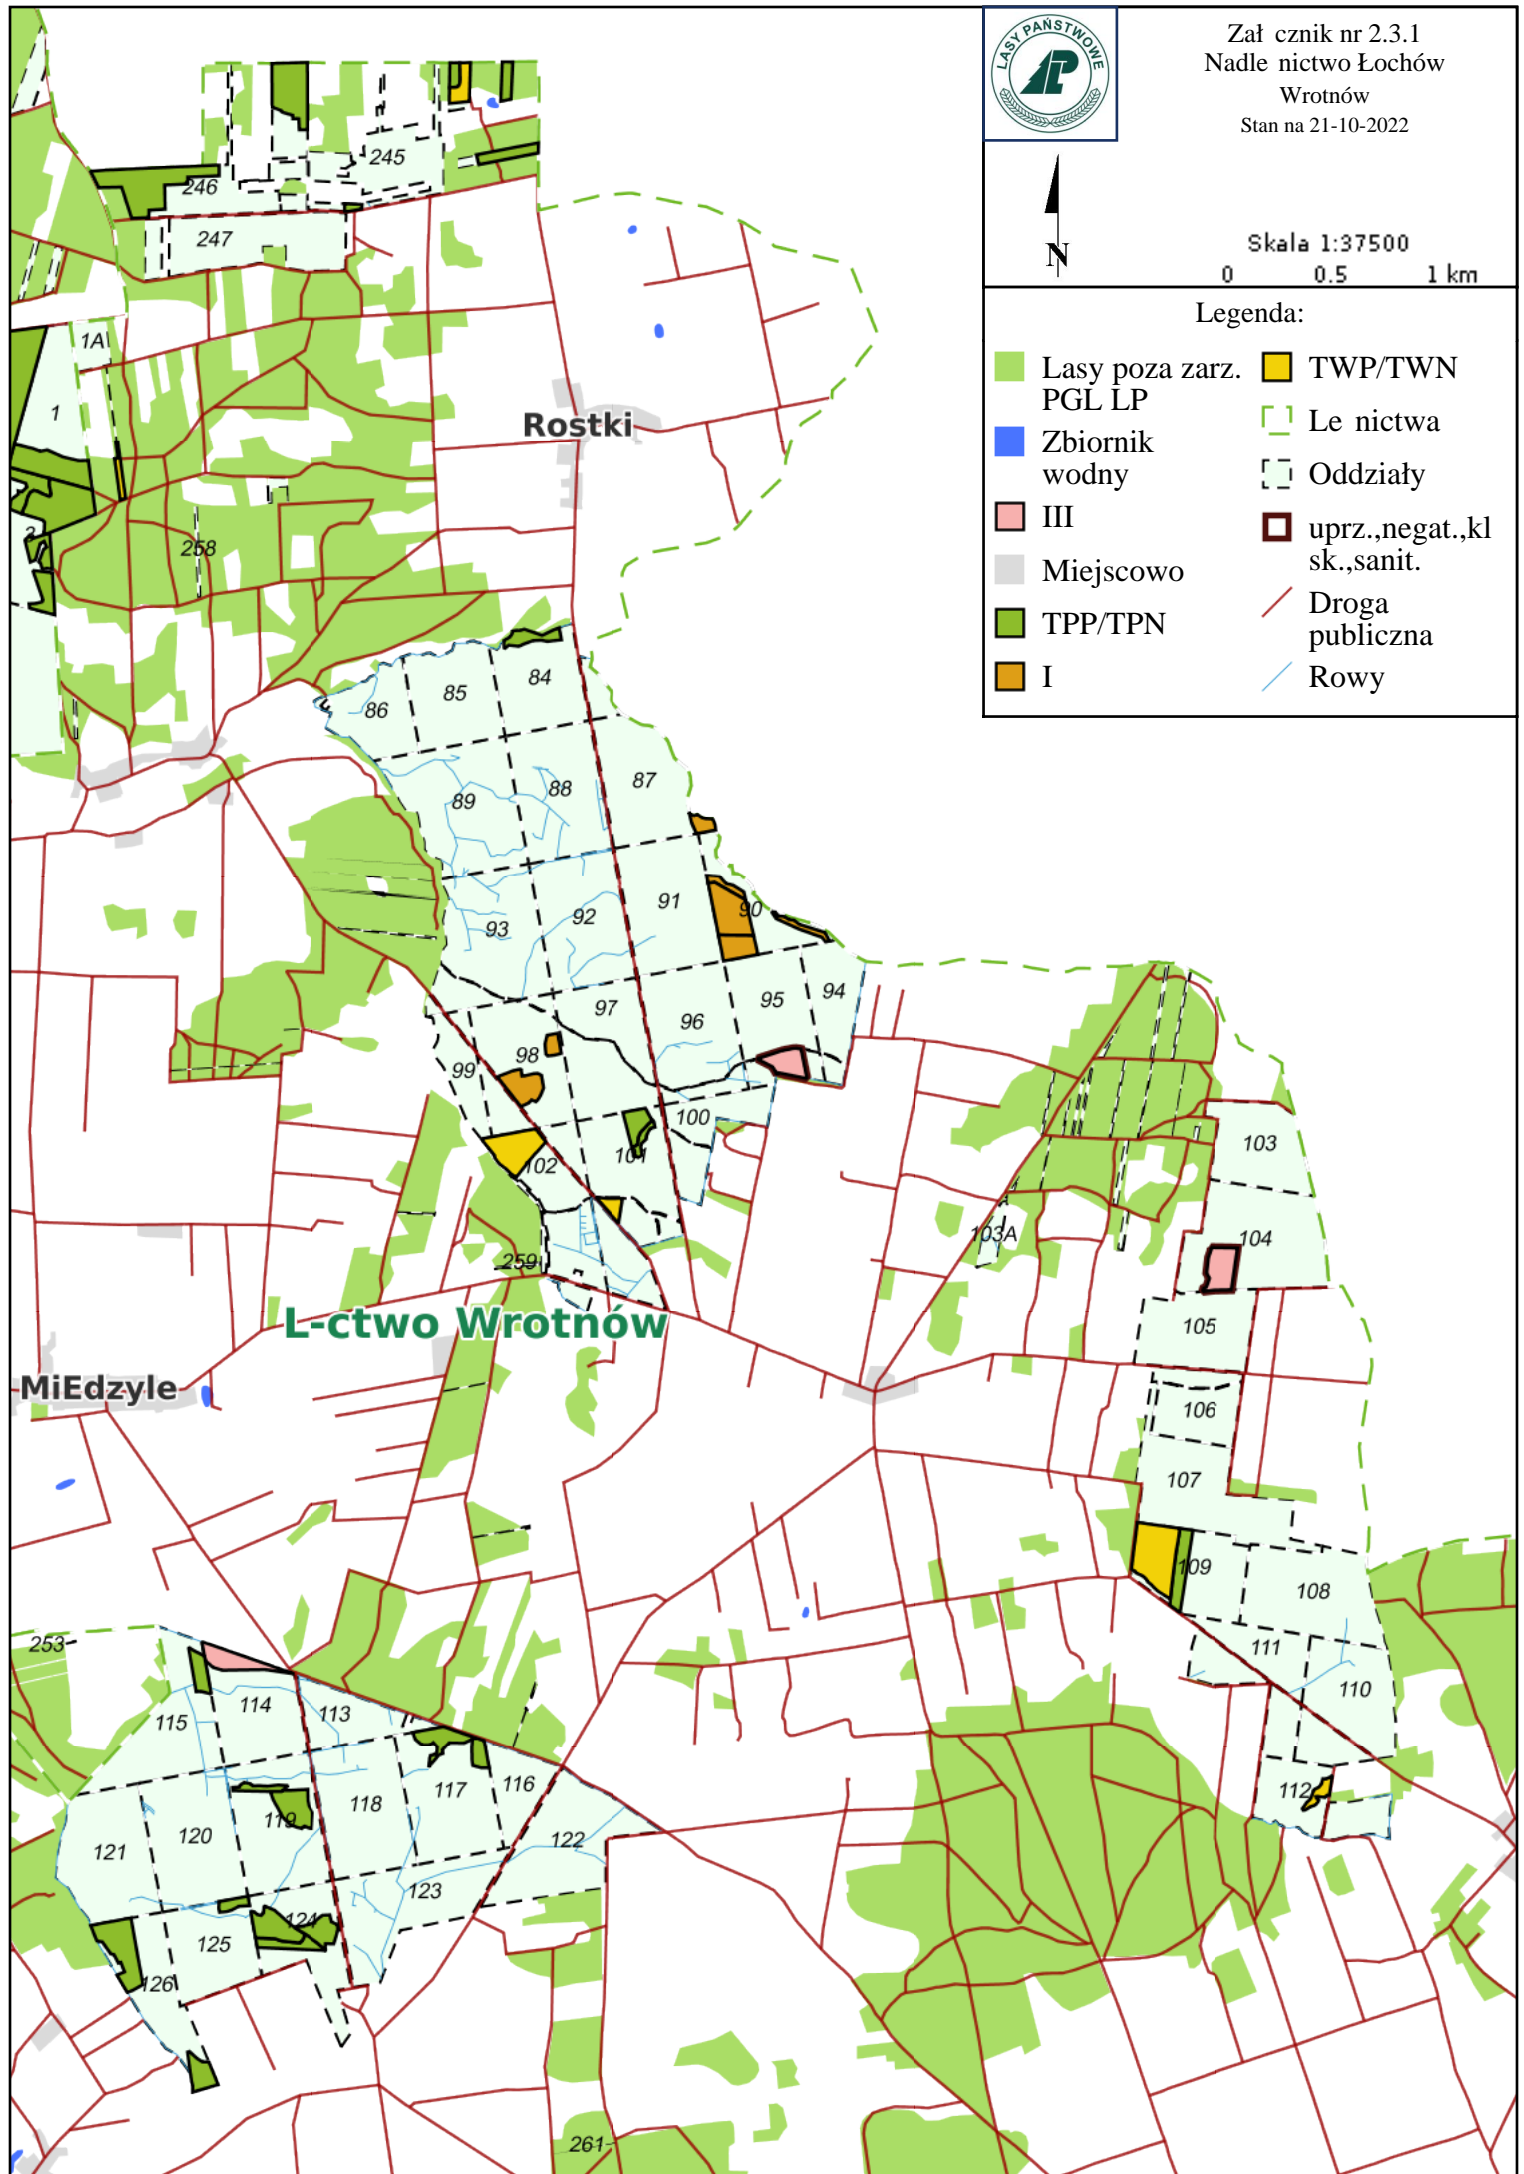 LASY PAŃSTWOWE
Zał cznik nr 2.3.1
Nadle nictwo Łochów
Wrotnów
Stan na 21-10-2022
N
Skala 1:37500
0 0.5 1 km
Legenda:
Lasy poza zarz.
PGL LP
Zbiornik
wodny
III
Miejscowo
TPP/TPN
I
TWP/TWN
Le nictwa
Oddziały
uprz.,negat.,kl
sk.,sanit.
Droga
publiczna
Rowy
245
246
247
1A
1
Rostki
3
258
84
85
86
87
88
89
91
90
92
93
94
95
97
96
98
99
100
101
102
103
103A
104
259
L-ctwo Wrotnów
105
MiEdzyle
106
107
109
108
253
111
110
114
113
115
116
117
112
118
119
120
121
122
123
124
125
126
261